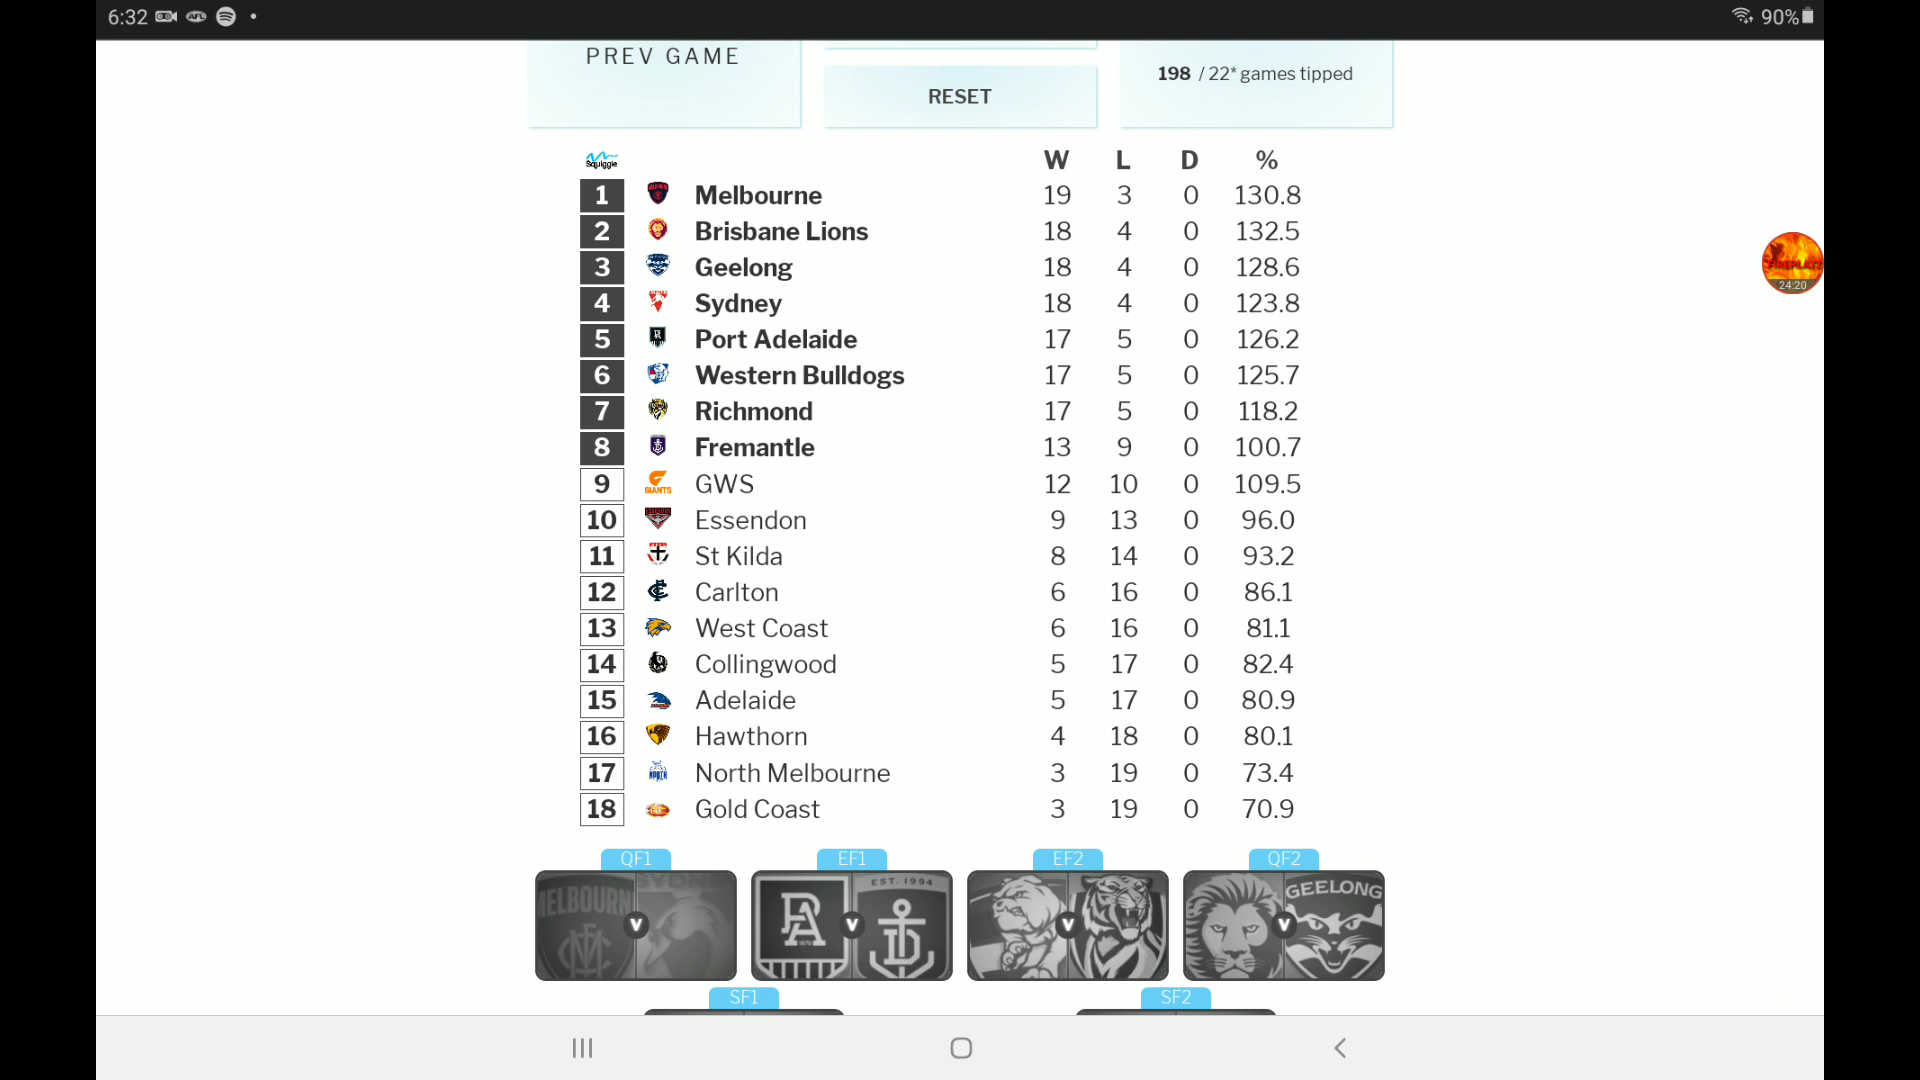 6:32 AFL 90%
PREV GAME
198 / 22* games tipped
RESET
Squiggle W L D %
1 Melbourne 19 3 0 130.8
2 Brisbane Lions 18 4 0 132.5
3 Geelong 18 4 0 128.6
4 Sydney 18 4 0 123.8
5 Port Adelaide 17 5 0 126.2
6 Western Bulldogs 17 5 0 125.7
7 Richmond 17 5 0 118.2
8 Fremantle 13 9 0 100.7
9 GIANTS GWS 12 10 0 109.5
10 Essendon 9 13 0 96.0
11 St Kilda 8 14 0 93.2
12 Carlton 6 16 0 86.1
13 West Coast 6 16 0 81.1
14 Collingwood 5 17 0 82.4
15 Adelaide 5 17 0 80.9
16 Hawthorn 4 18 0 80.1
17 NORTH North Melbourne 3 19 0 73.4
18 Gold Coast 3 19 0 70.9
24:20
QF1 EF1 EF2 QF2
SYDNEY EST. 1994 GEELONG
V PA V V V
1870
SF1 SF2